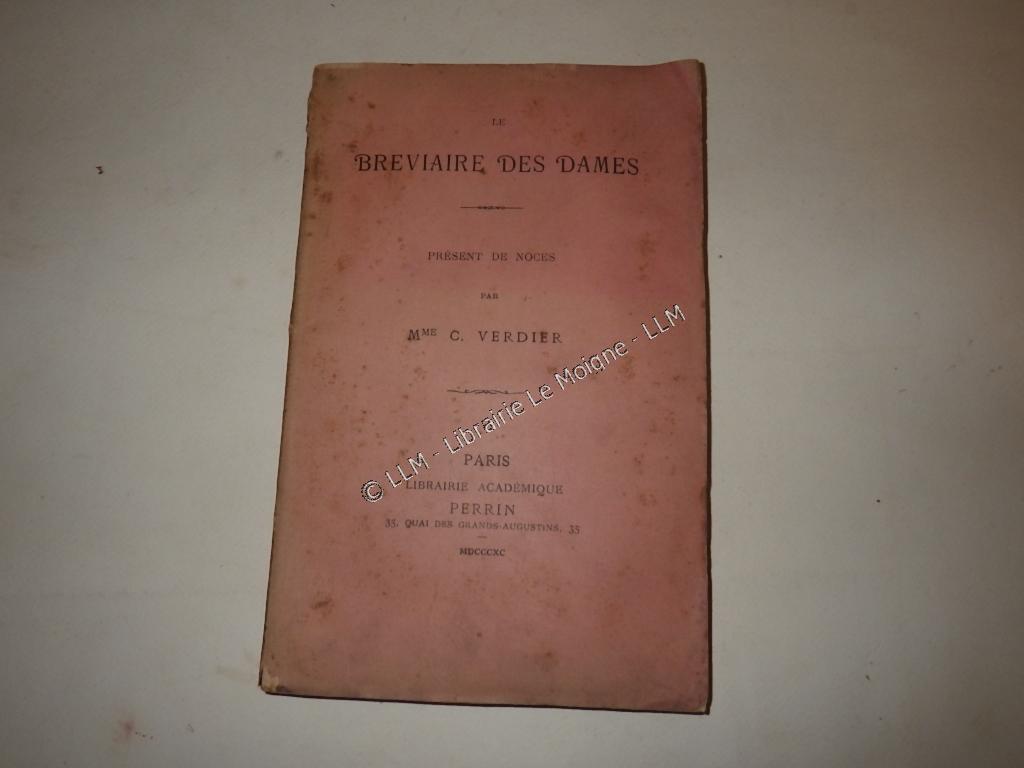 LE
BREVIAIRE DES DAMES
PRÉSENT DE NOCES
PAR
MME C. VERDIER
© LLM - Librairie Le Moigne - LLM
PARIS
LIBRAIRIE ACADÉMIQUE
PERRIN
35, QUAI DES GRANDS-AUGUSTINS, 35
MDCCCXC